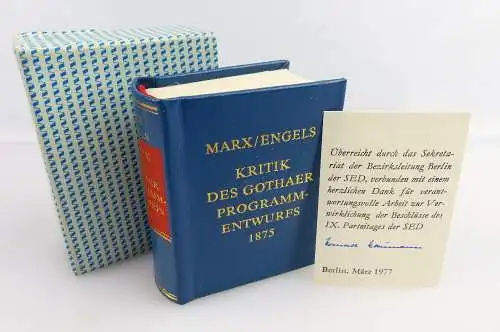 MARX/ENGELS
KRITIK
DES GOTHAER
PROGRAMM-
ENTWURFS
1875
Überreicht durch das Sekreta-
riat der Bezirksleitung Berlin
der SED, verbunden mit einem
herzlichen Dank für verant-
wortungsvolle Arbeit zur Ver-
wirklichung der Beschlüsse des
IX. Parteitages der SED
Berlin, März 1977